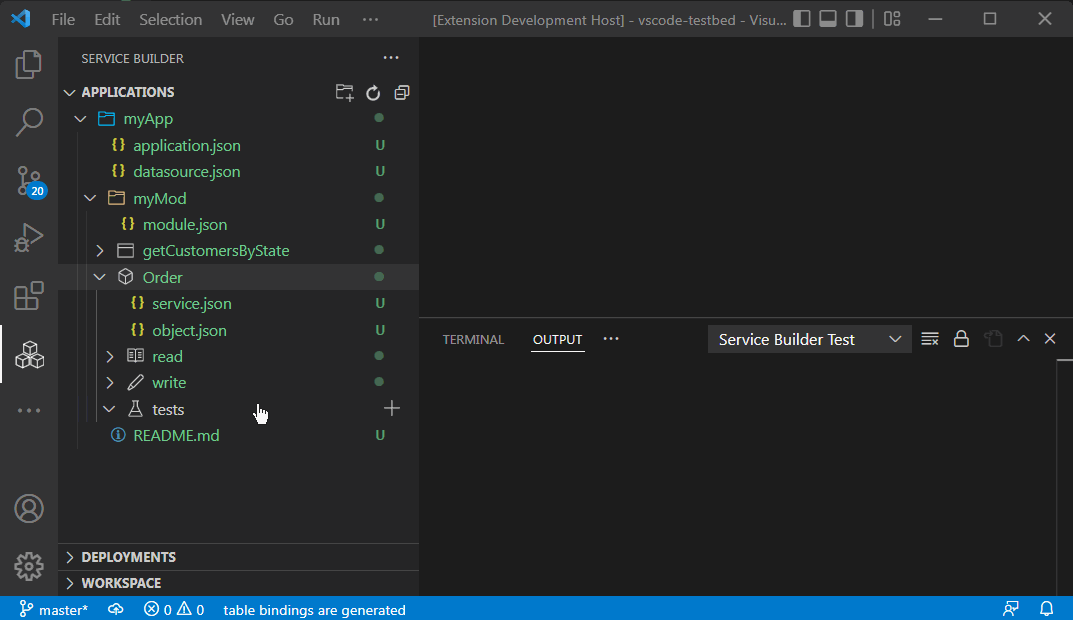 File Edit Selection View Go Run ··· [Extension Development Host] - vscode-testbed - Visu...
SERVICE BUILDER ···
APPLICATIONS
myApp
{} application.json U
{} datasource.json U
myMod
{} module.json U
getCustomersByState
Order
{} service.json U
{} object.json U
read
write
tests
README.md U
20
TERMINAL OUTPUT ··· Service Builder Test
DEPLOYMENTS
WORKSPACE
master* 0 0 table bindings are generated